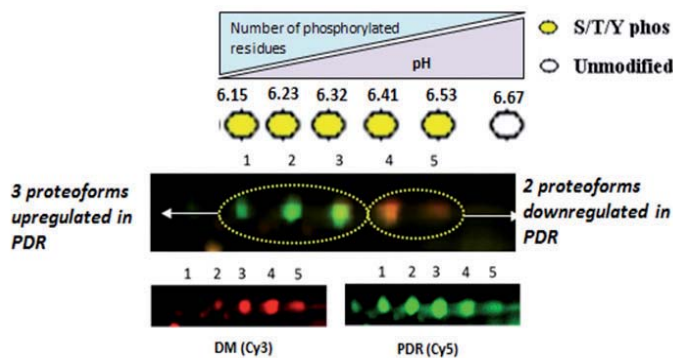 Number of phosphorylated
residues
pH
S/T/Y phos
Unmodified
6.15 6.23 6.32 6.41 6.53 6.67
1 2 3 4 5
3 proteoforms
upregulated in
PDR
2 proteoforms
downregulated in
PDR
1 2 3 4 5
1 2 3 4 5
DM (Cy3)
PDR (Cy5)